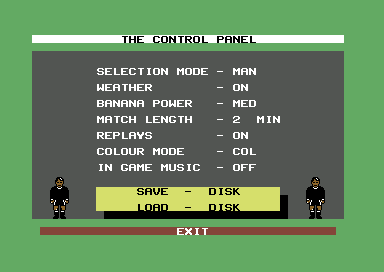 THE CONTROL PANEL
SELECTION MODE - MAN
WEATHER - ON
BANANA POWER - MED
MATCH LENGTH - 2 MIN
REPLAYS - ON
COLOUR MODE - COL
IN GAME MUSIC - OFF
SAVE - DISK
LOAD - DISK
EXIT